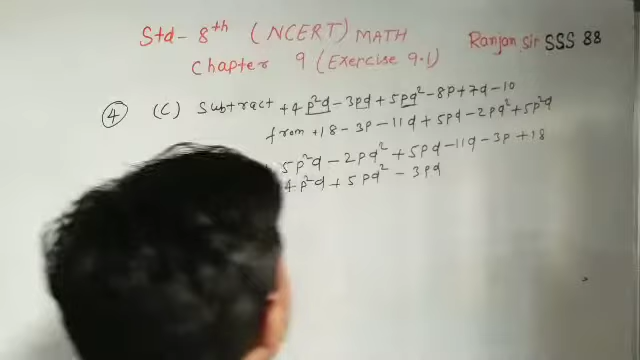 Std - 8th (NCERT) MATH
Ranjan Sir SSS 88
Chapter 9 (Exercise 9.1)
4 (C) Subtract +4p²q - 3pq + 5pq² - 8p + 7q - 10
from +18 - 3p - 11q + 5pq - 2pq² + 5p²q
5p²q - 2pq² + 5pq - 11q - 3p + 18
4p²q + 5pq² - 3pq